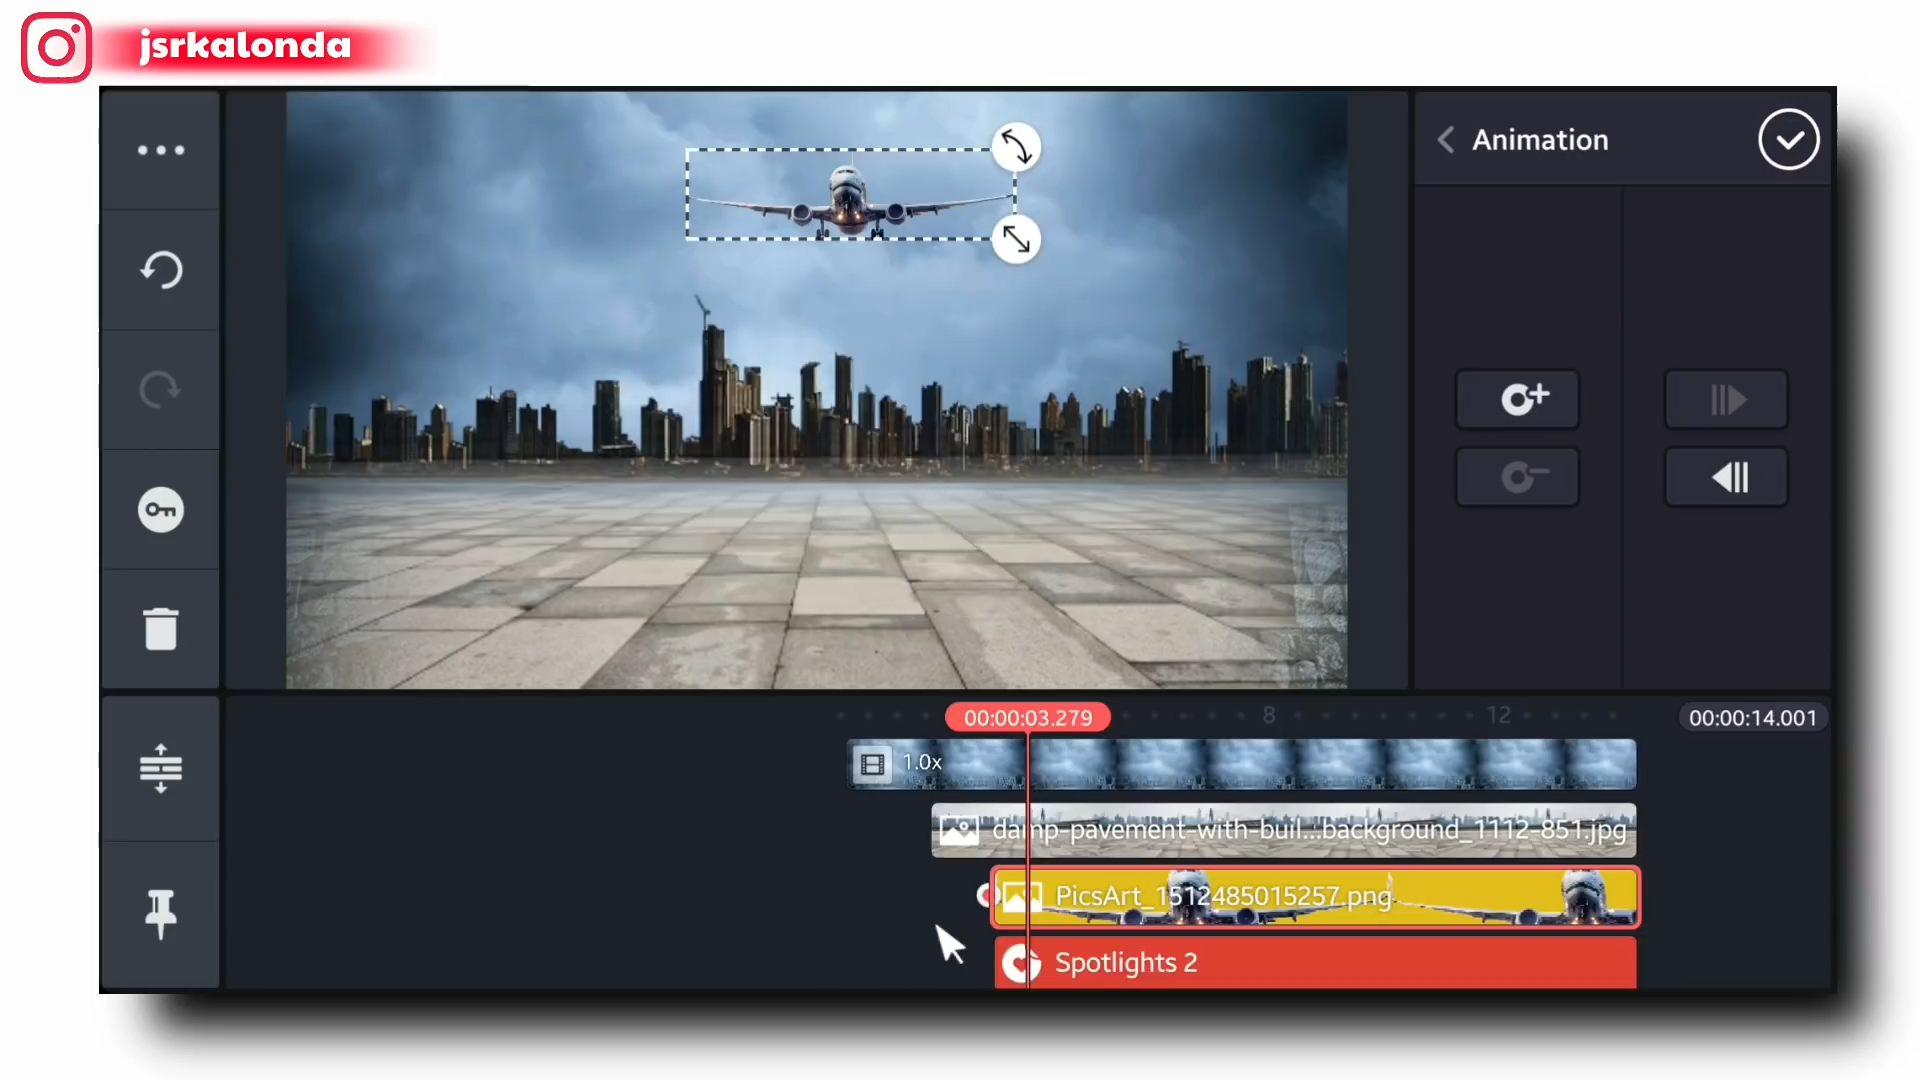 jsrkalonda
Animation
00:00:03.279
8
12
00:00:14.001
1.0x
damp-pavement-with-buil...background_1112-851.jpg
PicsArt_1512485015257.png
Spotlights 2